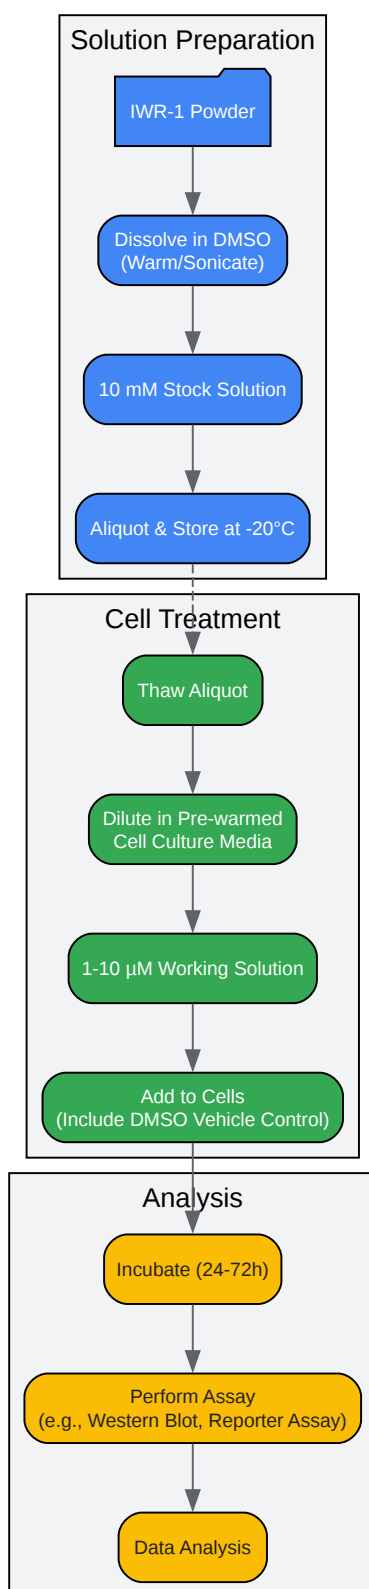 Solution Preparation
IWR-1 Powder
Dissolve in DMSO
(Warm/Sonicate)
10 mM Stock Solution
Aliquot & Store at -20°C
Cell Treatment
Thaw Aliquot
Dilute in Pre-warmed
Cell Culture Media
1-10 µM Working Solution
Add to Cells
(Include DMSO Vehicle Control)
Analysis
Incubate (24-72h)
Perform Assay
(e.g., Western Blot, Reporter Assay)
Data Analysis